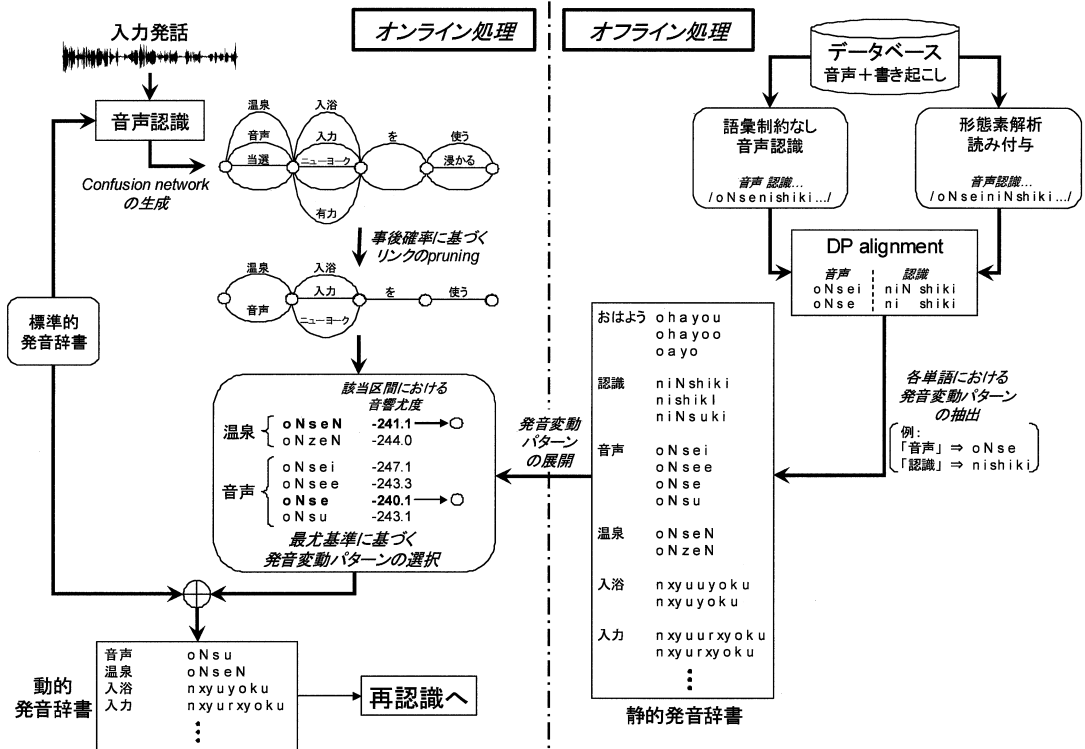 オンライン処理
オフライン処理
入力発話
音声認識
Confusion network
の生成
温泉
音声
当選
入浴
入力
ニューヨーク
有力
を
使う
浸かる
事後確率に基づく
リンクのpruning
温泉
音声
入浴
入力
ニューヨーク
を
使う
標準的
発音辞書
該当区間における
音響尤度
温泉
oNseN -241.1
oNzeN -244.0
音声
oNsei -247.1
oNsee -243.3
oNse -240.1
oNsu -243.1
最尤基準に基づく
発音変動パターンの選択
動的
発音辞書
音声 oNsu
温泉 oNseN
入浴 nxyuyoku
入力 nxyurxyoku
再認識へ
データベース
音声＋書き起こし
語彙制約なし
音声認識
音声 認識…
/oNsenishiki…/
形態素解析
読み付与
音声認識…
/oNseiniNshiki…/
DP alignment
音声 認識
oNsei niN shiki
oNse ni shiki
各単語における
発音変動パターン
の抽出
例：
「音声」 ⇒ oNse
「認識」 ⇒ nishiki
発音変動
パターン
の展開
おはよう ohayou
ohayoo
oayo
認識 niNshiki
nishikI
niNsuki
音声 oNsei
oNsee
oNse
oNsu
温泉 oNseN
oNzeN
入浴 nxyuuyoku
nxyuyoku
入力 nxyuurxyoku
nxyurxyoku
静的発音辞書